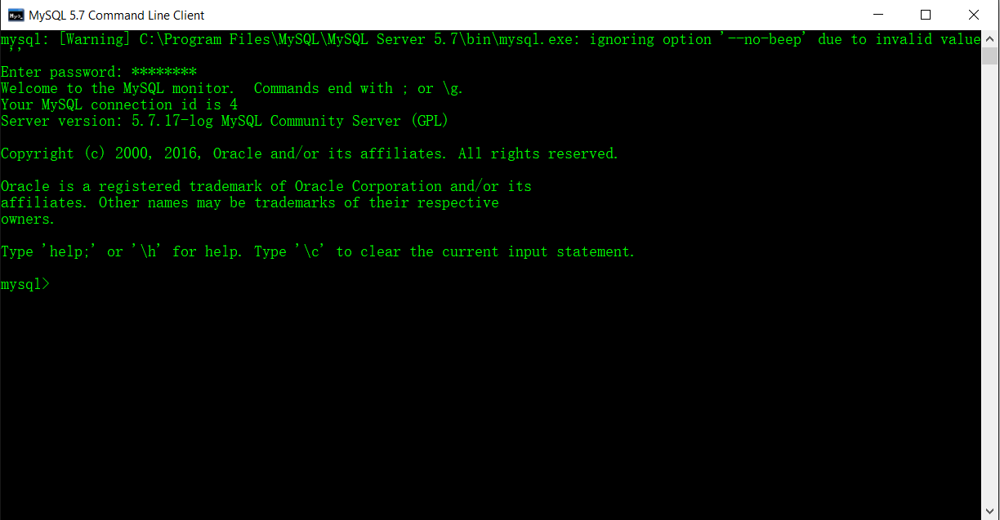 MySQL 5.7 Command Line Client
mysql: [Warning] C:\Program Files\MySQL\MySQL Server 5.7\bin\mysql.exe: ignoring option '--no-beep' due to invalid value
''.
Enter password: ********
Welcome to the MySQL monitor.  Commands end with ; or \g.
Your MySQL connection id is 4
Server version: 5.7.17-log MySQL Community Server (GPL)
Copyright (c) 2000, 2016, Oracle and/or its affiliates. All rights reserved.
Oracle is a registered trademark of Oracle Corporation and/or its
affiliates. Other names may be trademarks of their respective
owners.
Type 'help;' or '\h' for help. Type '\c' to clear the current input statement.
mysql>